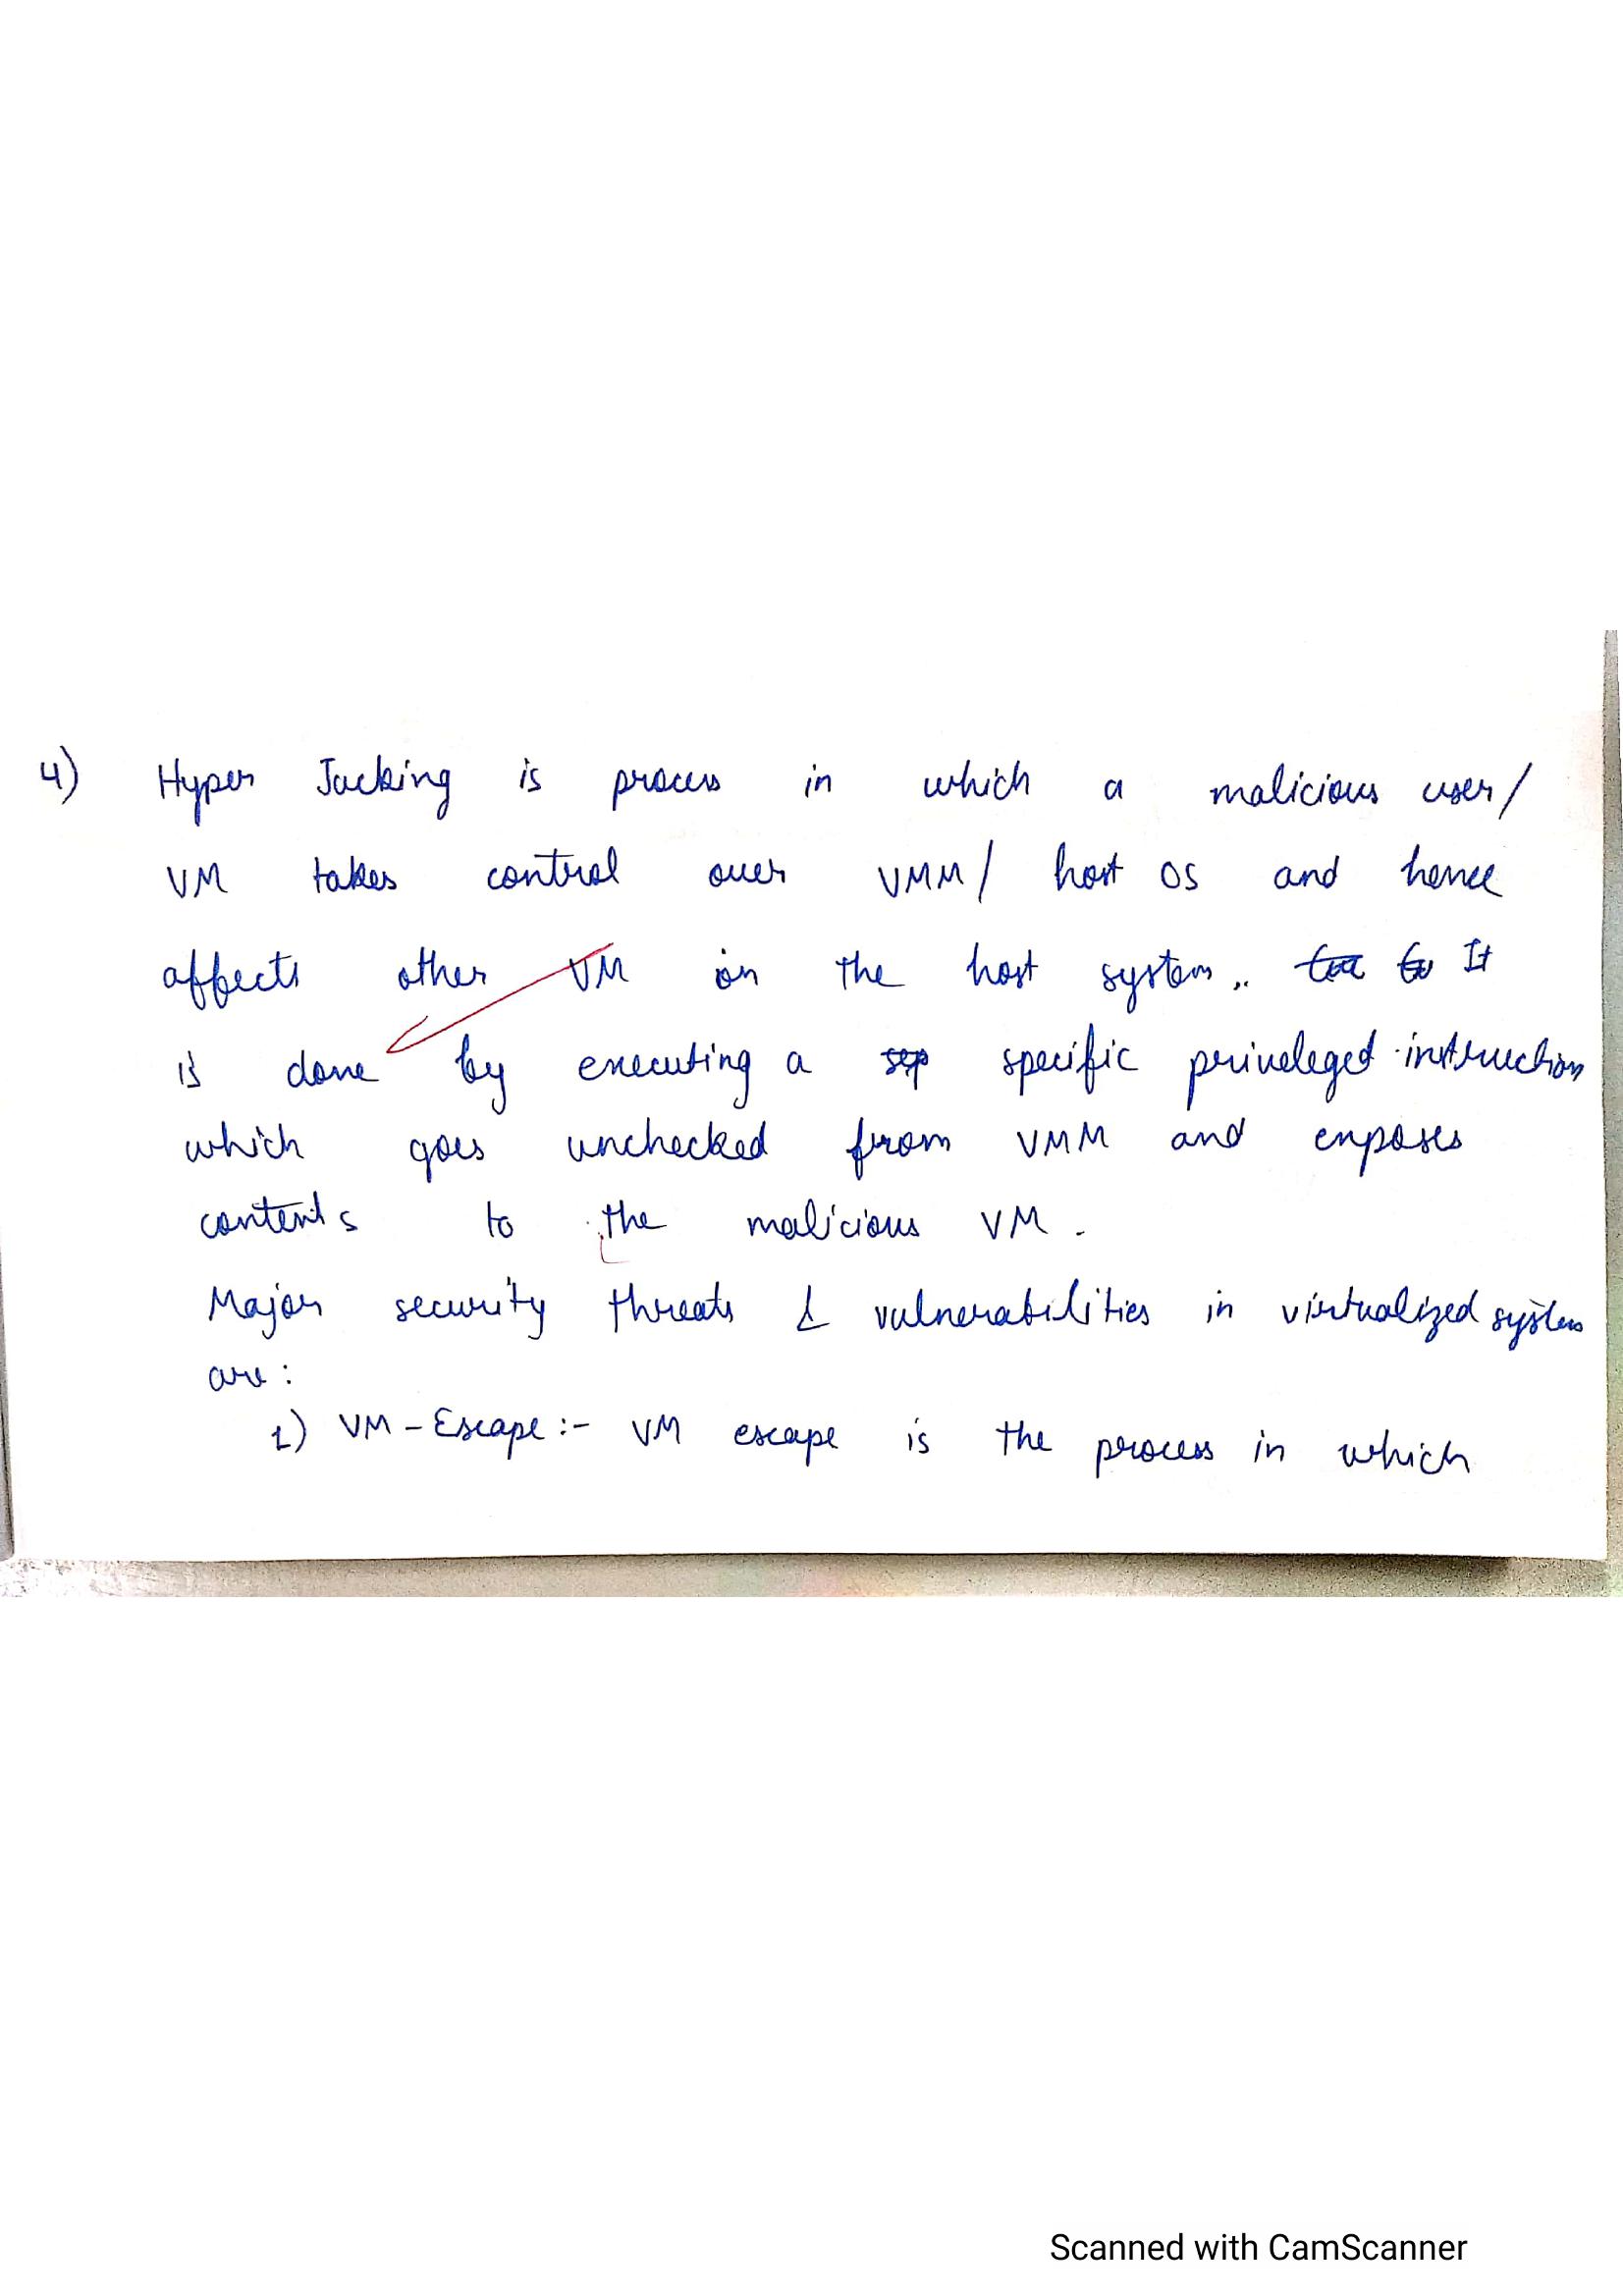 4) Hyper Jacking is process in which a malicious user/
VM takes control over VMM/ host OS and hence
affects other VM on the host system.. It
is done by executing a specific priveleged instruction
which goes unchecked from VMM and exposes
contents to the malicious VM.
Major security threats & vulnerabilities in virtualized system
are:
1) VM-Escape:- VM escape is the process in which
Scanned with CamScanner